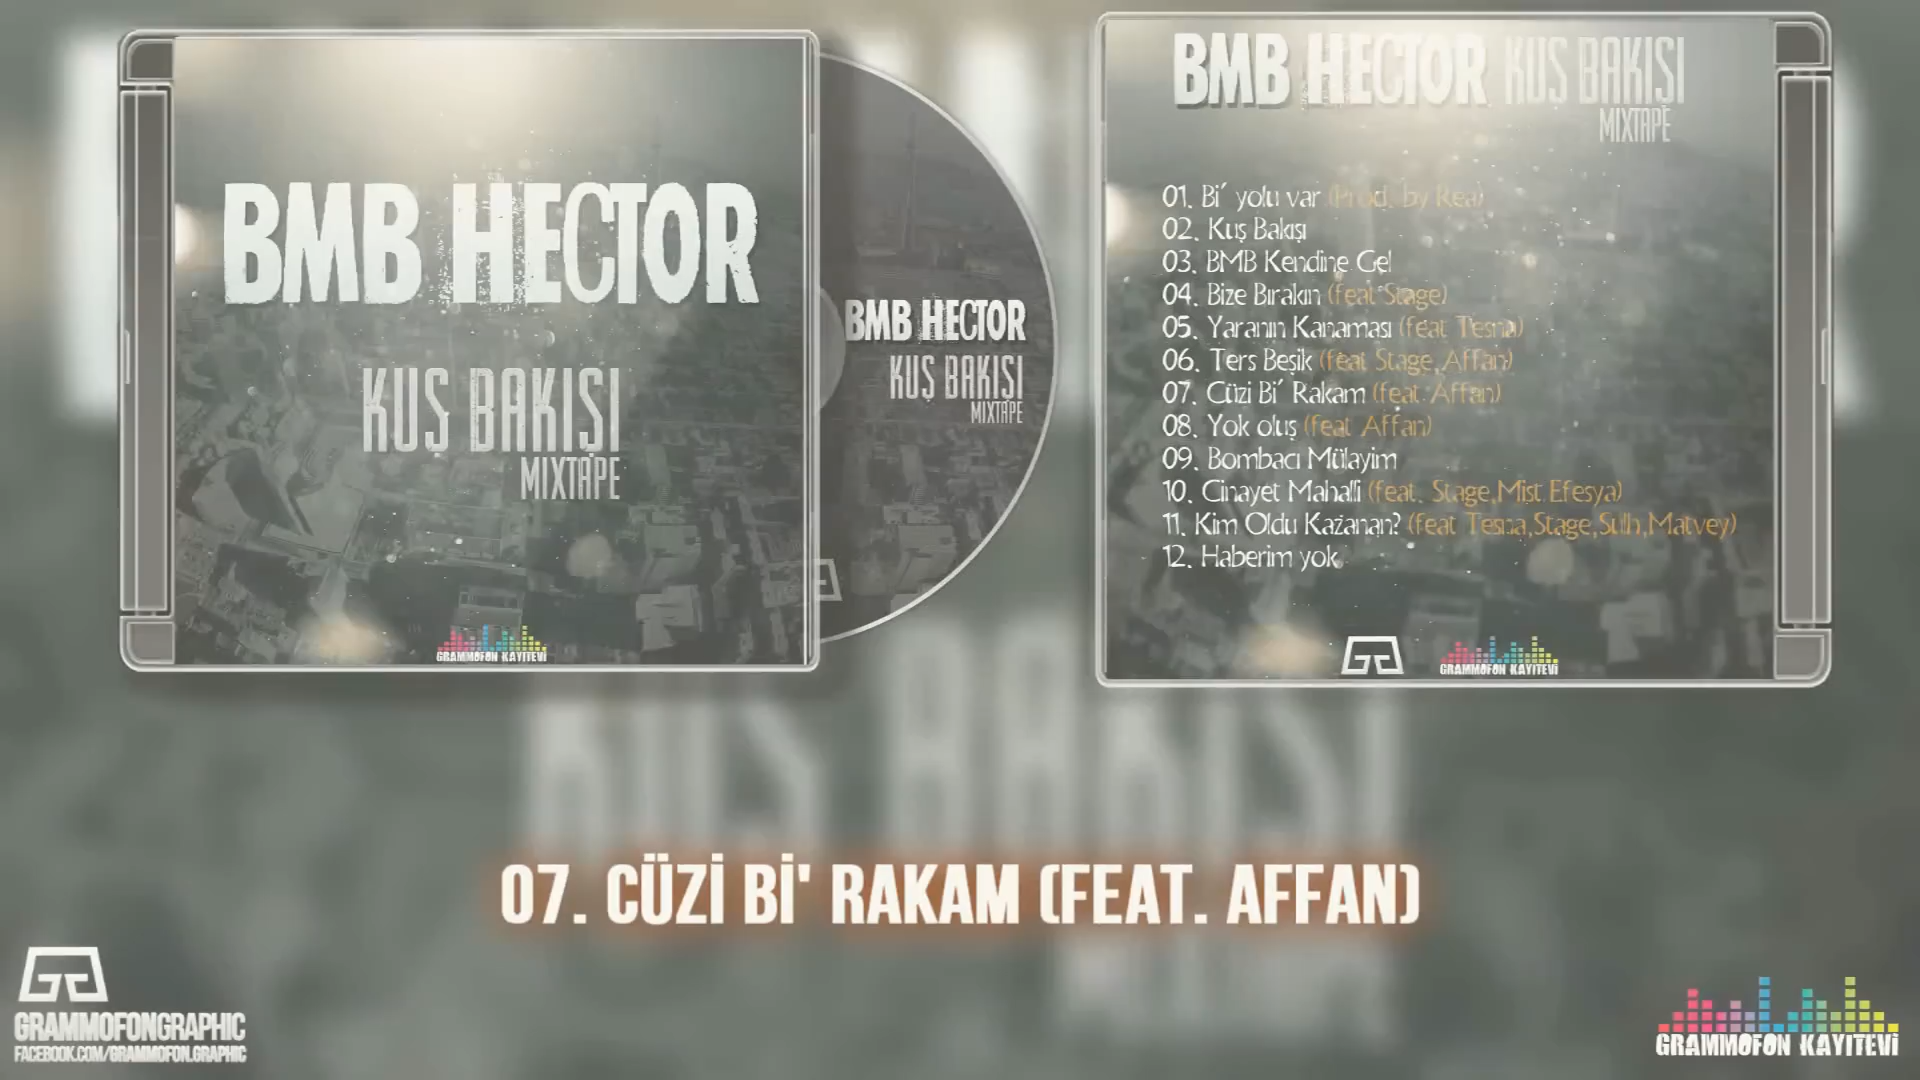 BMB HECTOR
KUŞ BAKIŞI
MIXTAPE
GRAMMOFON KAYITEVI
BMB HECTOR
KUŞ BAKIŞI
MIXTAPE
BMB HECTOR KUŞ BAKIŞI
MIXTAPE
01. Bi´ yolu var (Prod. by Rea)
02. Kuş Bakışı
03. BMB Kendine Gel
04. Bize Bırakın (feat Stage)
05. Yaranın Kanaması (feat Tesna)
06. Ters Beşik (feat Stage,Affan)
07. Cüzi Bi´ Rakam (feat Affan)
08. Yok oluş (feat Affan)
09. Bombacı Mülayim
10. Cinayet Mahalli (feat. Stage,Mist Efesya)
11. Kim Oldu Kazanan? (feat Tesna,Stage,Sulh,Matvey)
12. Haberim yok
GRAMMOFON KAYITEVI
07. CÜZİ Bİ' RAKAM (FEAT. AFFAN)
GRAMMOFONGRAPHIC
FACEBOOK.COM/GRAMMOFON.GRAPHIC
GRAMMOFON KAYITEVİ